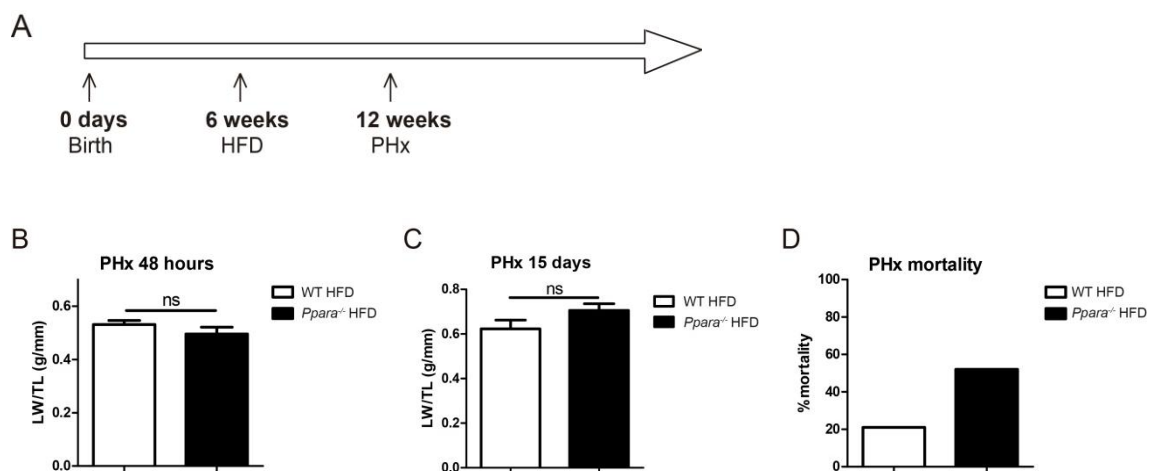 A
0 days
Birth
6 weeks
HFD
12 weeks
PHx
B
PHx 48 hours
LW/TL (g/mm)
0.6
0.4
0.2
0.0
ns
WT HFD
Ppara-/- HFD
C
PHx 15 days
LW/TL (g/mm)
0.8
0.6
0.4
0.2
0.0
ns
WT HFD
Ppara-/- HFD
D
PHx mortality
%mortality
100
80
60
40
20
0
WT HFD
Ppara-/- HFD